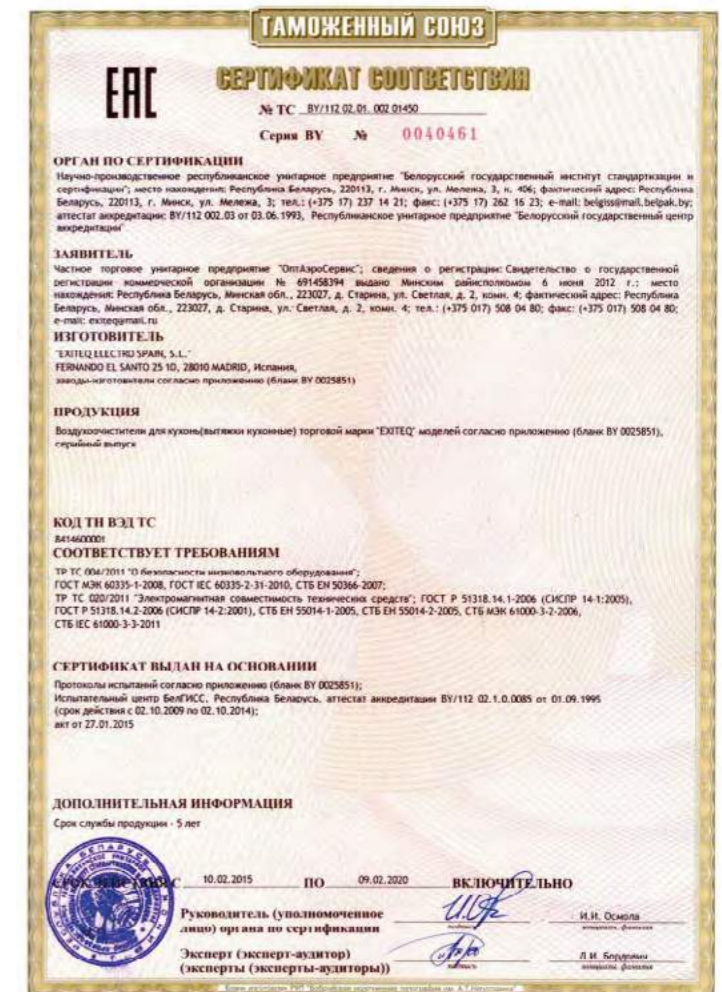 ТАМОЖЕННЫЙ СОЮЗ
ЕАС
СЕРТИФИКАТ СООТВЕТСТВИЯ
№ ТС BY/112 02.01. 002 01450
Серия BY № 0040461
ОРГАН ПО СЕРТИФИКАЦИИ
Научно-производственное республиканское унитарное предприятие "Белорусский государственный институт стандартизации и
сертификации"; место нахождения: Республика Беларусь, 220113, г. Минск, ул. Мележа, 3, к. 406; фактический адрес: Республика
Беларусь, 220113, г. Минск, ул. Мележа, 3; тел.: (+375 17) 237 14 21; факс: (+375 17) 262 16 23; e-mail: belgiss@mail.belpak.by;
аттестат аккредитации: BY/112 002.03 от 03.06.1993, Республиканское унитарное предприятие "Белорусский государственный центр
аккредитации"
ЗАЯВИТЕЛЬ
Частное торговое унитарное предприятие "ОптАэроСервис"; сведения о регистрации: Свидетельство о государственной
регистрации коммерческой организации № 691458394 выдано Минским райисполкомом 6 июня 2012 г.; место
нахождения: Республика Беларусь, Минская обл., 223027, д. Старина, ул. Светлая, д. 2, комн. 4; фактический адрес: Республика
Беларусь, Минская обл., 223027, д. Старина, ул. Светлая, д. 2, комн. 4; тел.: (+375 017) 508 04 80; факс: (+375 017) 508 04 80;
e-mail: exiteq@mail.ru
ИЗГОТОВИТЕЛЬ
"EXITEQ ELECTRO SPAIN, S.L."
FERNANDO EL SANTO 25 1D, 28010 MADRID, Испания,
заводы-изготовители согласно приложению (бланк BY 0025851)
ПРОДУКЦИЯ
Воздухоочистители для кухонь(вытяжки кухонные) торговой марки "EXITEQ" моделей согласно приложению (бланк BY 0025851),
серийный выпуск
КОД ТН ВЭД ТС
8414600001
СООТВЕТСТВУЕТ ТРЕБОВАНИЯМ
ТР ТС 004/2011 "О безопасности низковольтного оборудования";
ГОСТ МЭК 60335-1-2008, ГОСТ IEC 60335-2-31-2010, СТБ EN 50366-2007;
ТР ТС 020/2011 "Электромагнитная совместимость технических средств"; ГОСТ Р 51318.14.1-2006 (СИСПР 14-1:2005),
ГОСТ Р 51318.14.2-2006 (СИСПР 14-2:2001), СТБ ЕН 55014-1-2005, СТБ ЕН 55014-2-2005, СТБ МЭК 61000-3-2-2006,
СТБ IEC 61000-3-3-2011
СЕРТИФИКАТ ВЫДАН НА ОСНОВАНИИ
Протоколы испытаний согласно приложению (бланк BY 0025851);
Испытательный центр БелГИСС, Республика Беларусь, аттестат аккредитации BY/112 02.1.0.0085 от 01.09.1995
(срок действия с 02.10.2009 по 02.10.2014);
акт от 27.01.2015
ДОПОЛНИТЕЛЬНАЯ ИНФОРМАЦИЯ
Срок службы продукции - 5 лет
СРОК ДЕЙСТВИЯ С 10.02.2015 ПО 09.02.2020 ВКЛЮЧИТЕЛЬНО
Руководитель (уполномоченное
лицо) органа по сертификации
подпись
И.И. Осмола
инициалы, фамилия
Эксперт (эксперт-аудитор)
(эксперты (эксперты-аудиторы))
подпись
Л.И.
инициалы, фамилия